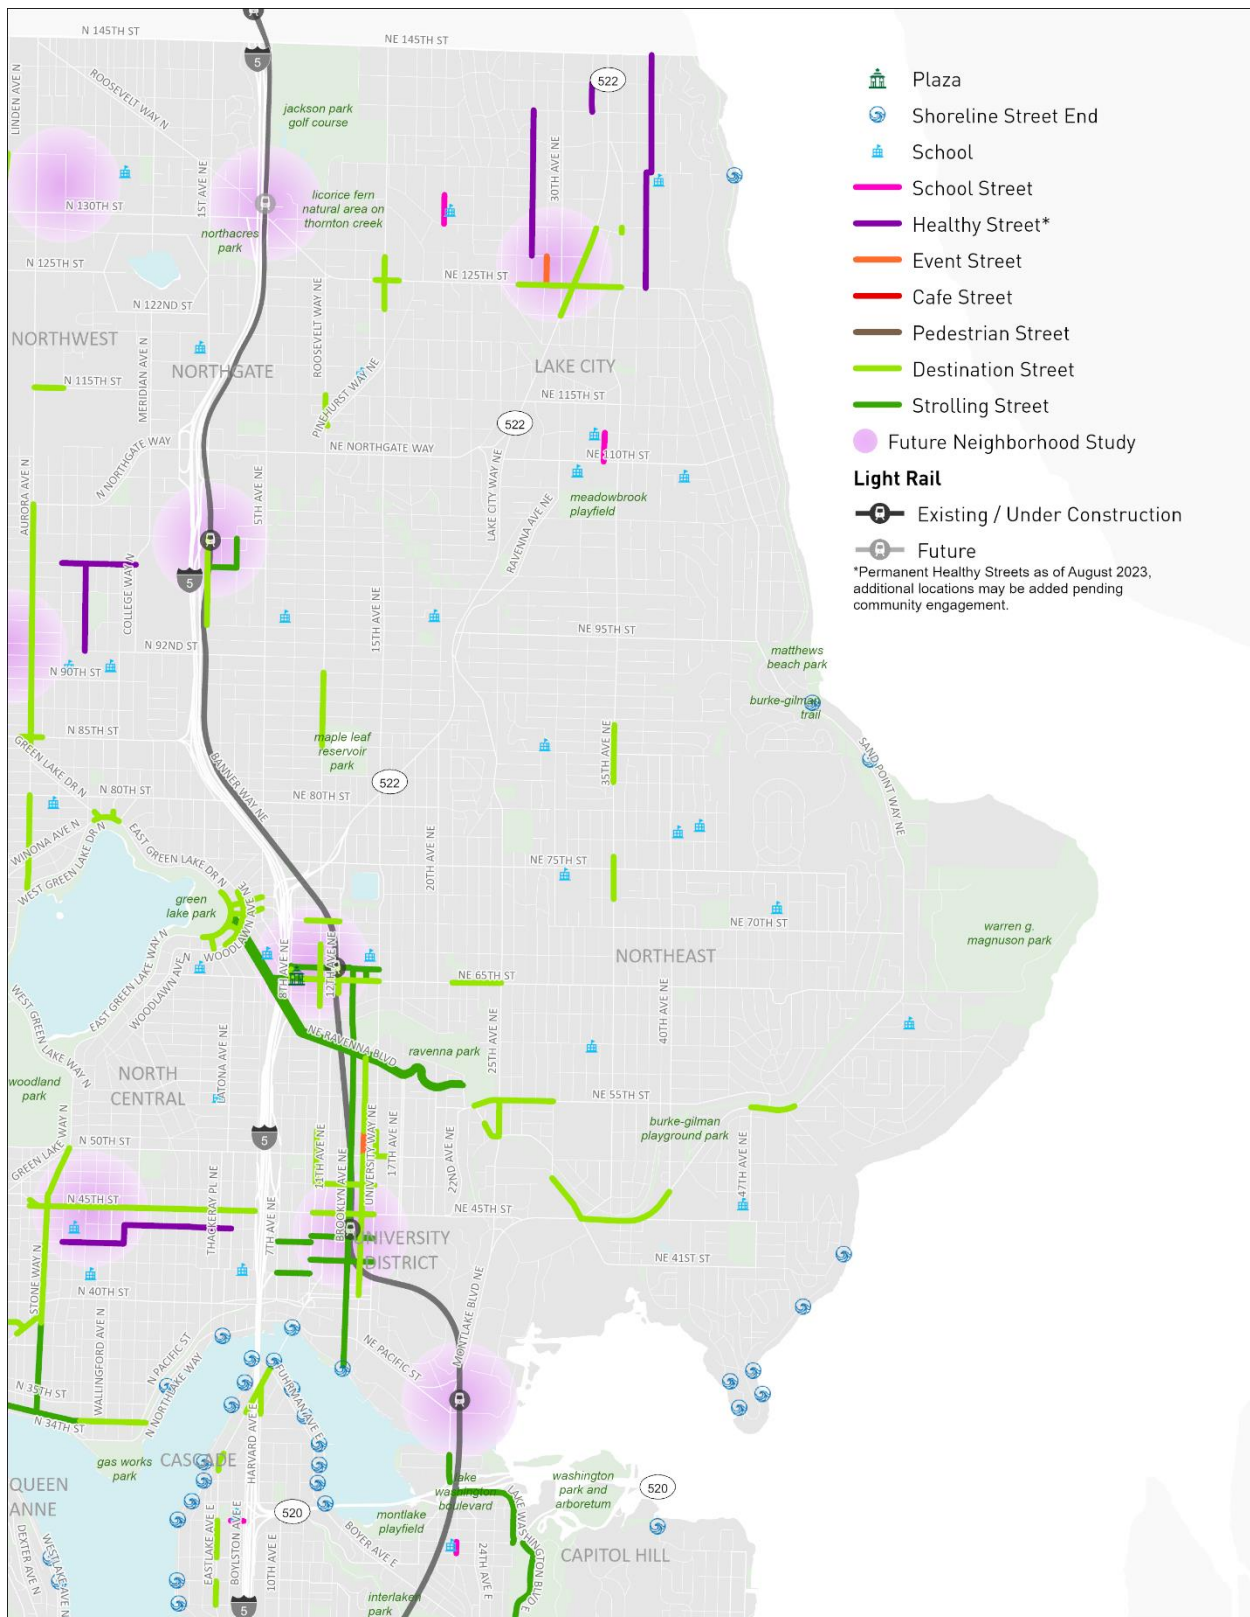 N 145TH ST
NE 145TH ST
5
522
LINDEN AVE N
ROOSEVELT WAY N
jackson park
golf course
1ST AVE NE
30TH AVE NE
licorice fern
natural area on
thornton creek
N 130TH ST
northacres
park
N 125TH ST
NE 125TH ST
N 122ND ST
ROOSEVELT WAY NE
NORTHWEST
MERIDIAN AVE N
NORTHGATE
LAKE CITY
N 115TH ST
PINEHURST WAY NE
NE 115TH ST
522
N NORTHGATE WAY
NE NORTHGATE WAY
NE 110TH ST
AURORA AVE N
5TH AVE NE
LAKE CITY WAY NE
RAVENNA AVE NE
meadowbrook
playfield
5
COLLEGE WAY N
15TH AVE NE
N 92ND ST
NE 95TH ST
N 90TH ST
matthews
beach park
burke-gilman
trail
N 85TH ST
GREEN LAKE DR N
BANNER WAY NE
maple leaf
reservoir
park
35TH AVE NE
SAND POINT WAY NE
522
N 80TH ST
NE 80TH ST
WINONA AVE N
WEST GREEN LAKE DR N
EAST GREEN LAKE DR N
20TH AVE NE
NE 75TH ST
green
lake park
WOODLAWN AVE NE
NE 70TH ST
warren g.
magnuson park
NORTHEAST
EAST GREEN LAKE WAY N
WOODLAWN AVE N
8TH AVE NE
12TH AVE NE
NE 65TH ST
WEST GREEN LAKE WAY N
25TH AVE NE
40TH AVE NE
NE RAVENNA BLVD
ravenna park
woodland
park
NORTH
CENTRAL
LATONA AVE NE
NE 55TH ST
burke-gilman
playground park
GREEN LAKE WAY N
N 50TH ST
5
11TH AVE NE
BROOKLYN AVE NE
UNIVERSITY WAY NE
17TH AVE NE
22ND AVE NE
47TH AVE NE
N 45TH ST
NE 45TH ST
THACKERAY PL NE
7TH AVE NE
UNIVERSITY
DISTRICT
NE 41ST ST
STONE WAY N
N 40TH ST
WALLINGFORD AVE N
N PACIFIC ST
N NORTHLAKE WAY
NE PACIFIC ST
MONTLAKE BLVD NE
N 35TH ST
N 34TH ST
FUHRMAN AVE E
HARVARD AVE E
gas works
park
CASCADE
QUEEN
ANNE
lake
washington
boulevard
washington
park and
arboretum
520
520
montlake
playfield
LAKE WASHINGTON BLVD E
DEXTER AVE N
WESTLAKE AVE N
EASTLAKE AVE E
BOYLSTON AVE E
10TH AVE E
BOYER AVE E
24TH AVE E
CAPITOL HILL
interlaken
park
5
Plaza
Shoreline Street End
School
School Street
Healthy Street*
Event Street
Cafe Street
Pedestrian Street
Destination Street
Strolling Street
Future Neighborhood Study
Light Rail
Existing / Under Construction
Future
*Permanent Healthy Streets as of August 2023,
additional locations may be added pending
community engagement.